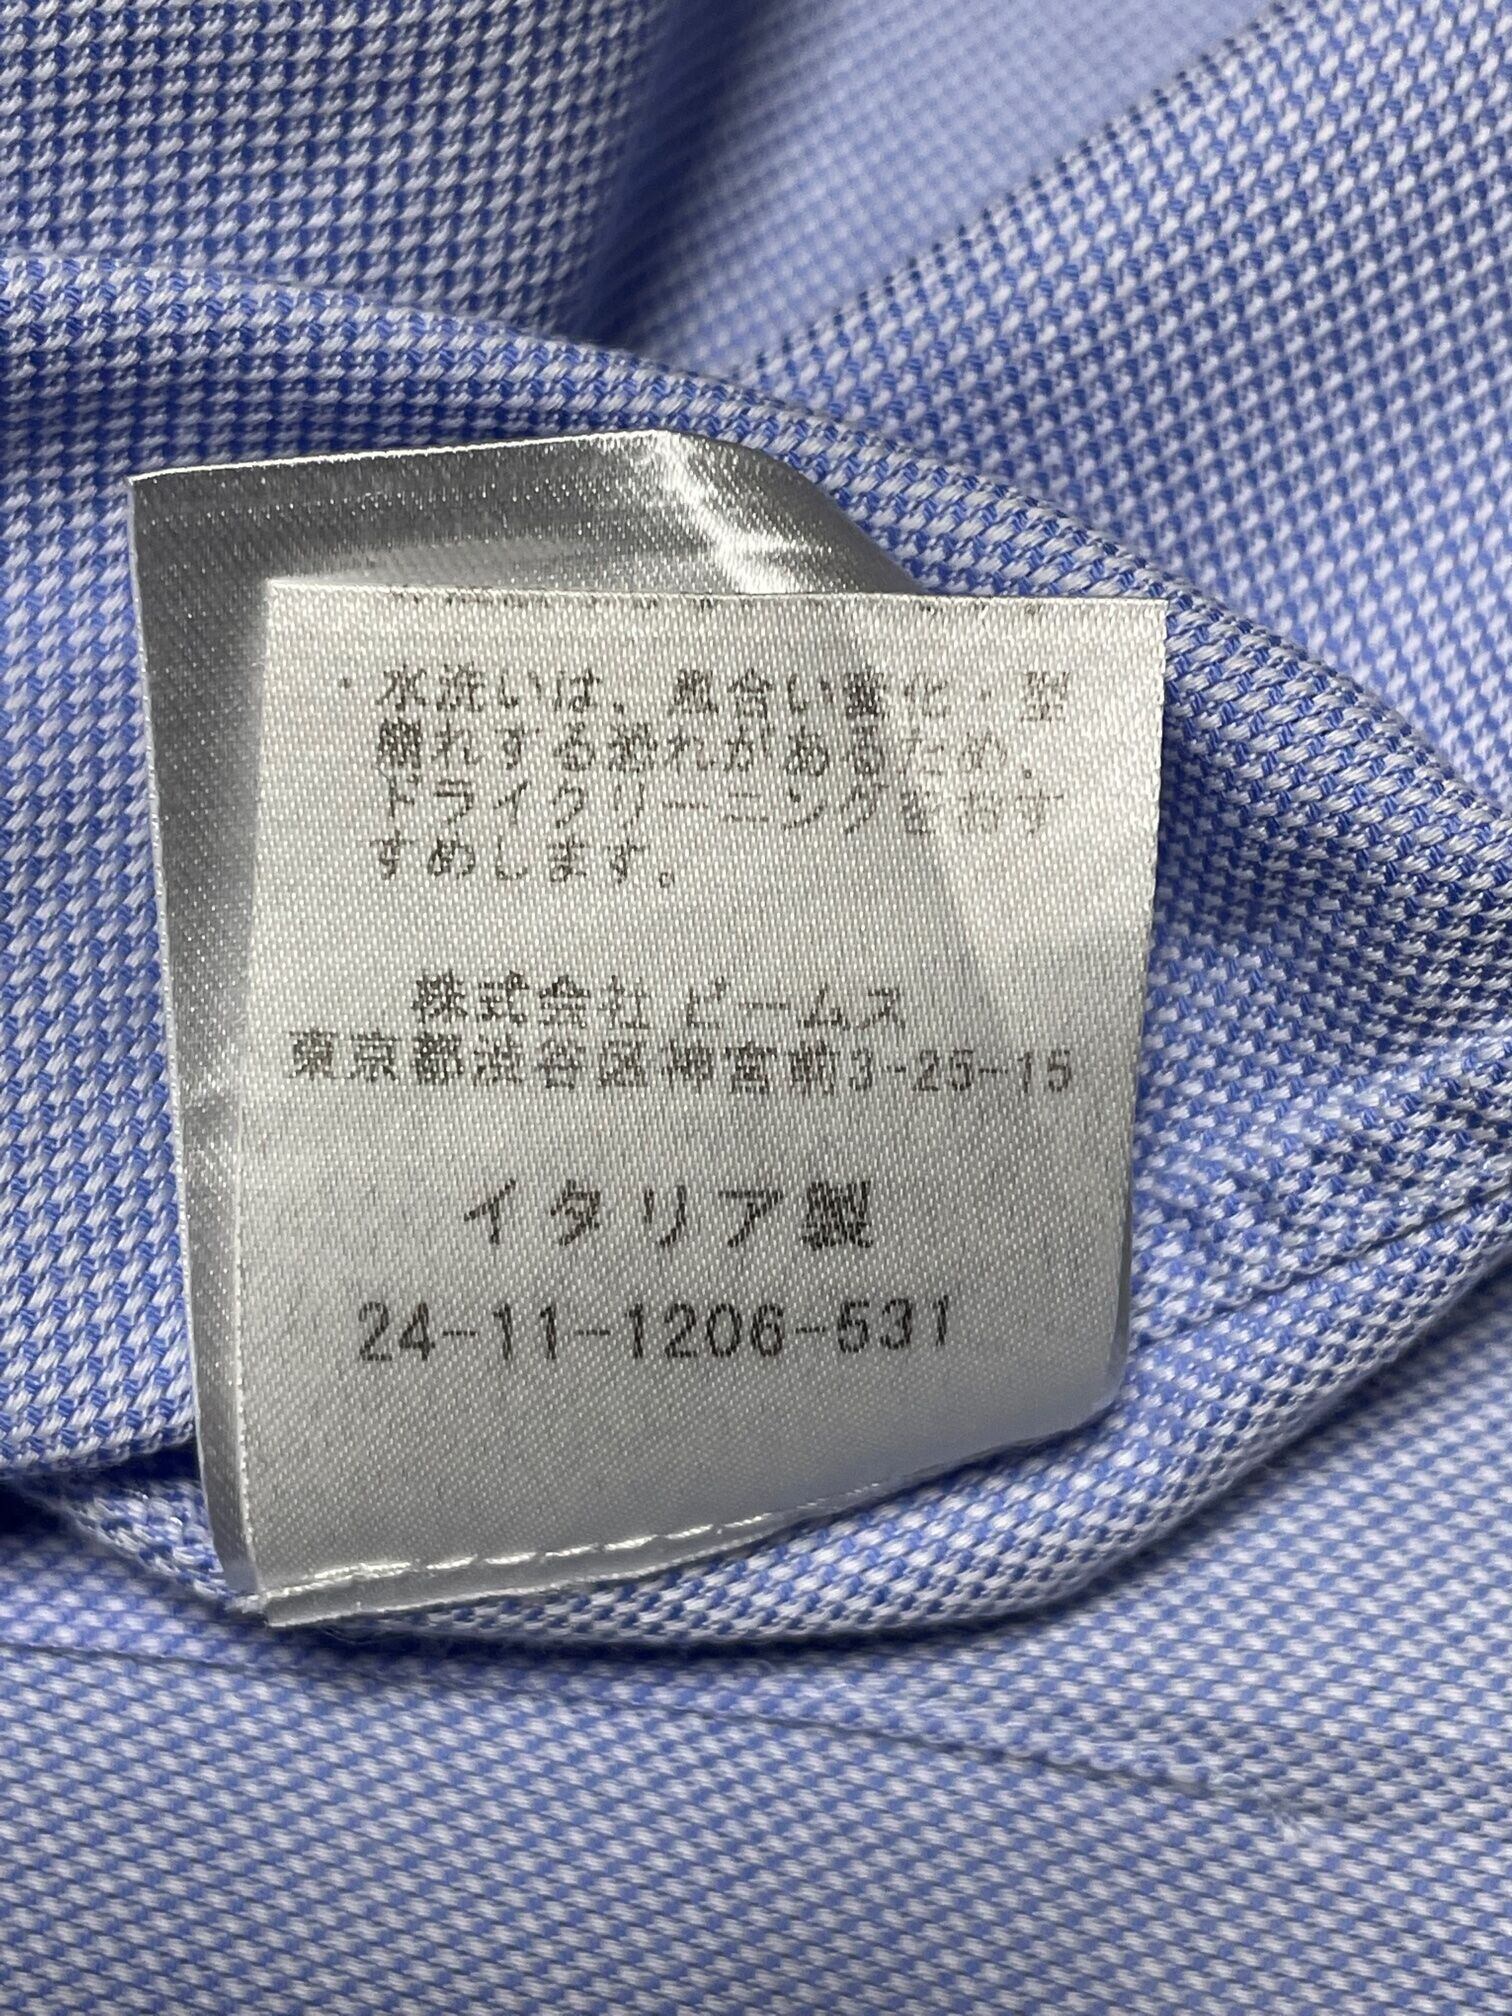 ・水洗いは、風合い変化・型
崩れする恐れがあるため、
ドライクリーニングをおす
すめします。
株式会社 ビームス
東京都渋谷区神宮前3-25-15
イタリア製
24-11-1206-531